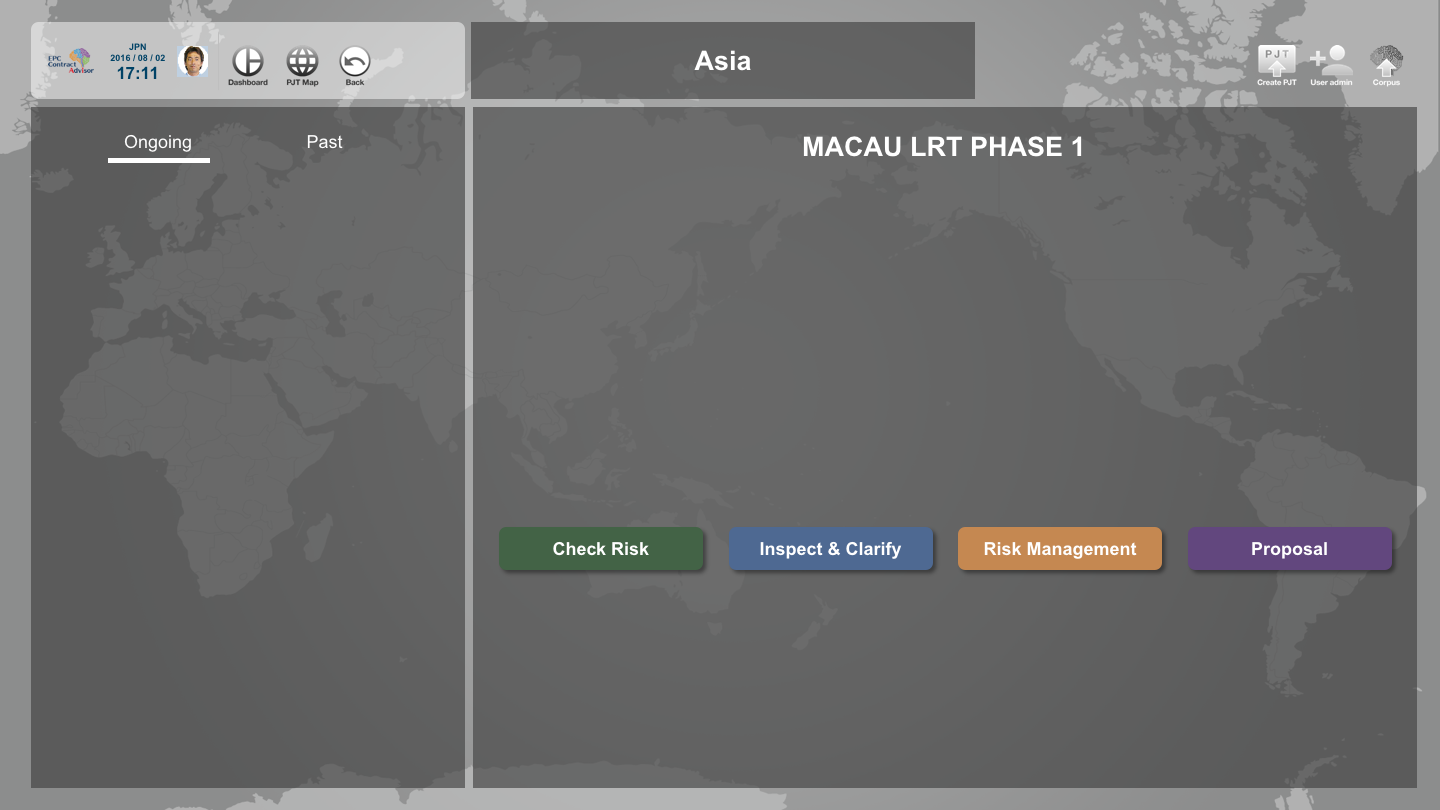 EPC
Contract
Advisor
JPN
2016 / 08 / 02
17:11
Dashboard
PJT Map
Back
Asia
PJT
Create PJT
User admin
Corpus
Ongoing
Past
MACAU LRT PHASE 1
Check Risk
Inspect & Clarify
Risk Management
Proposal